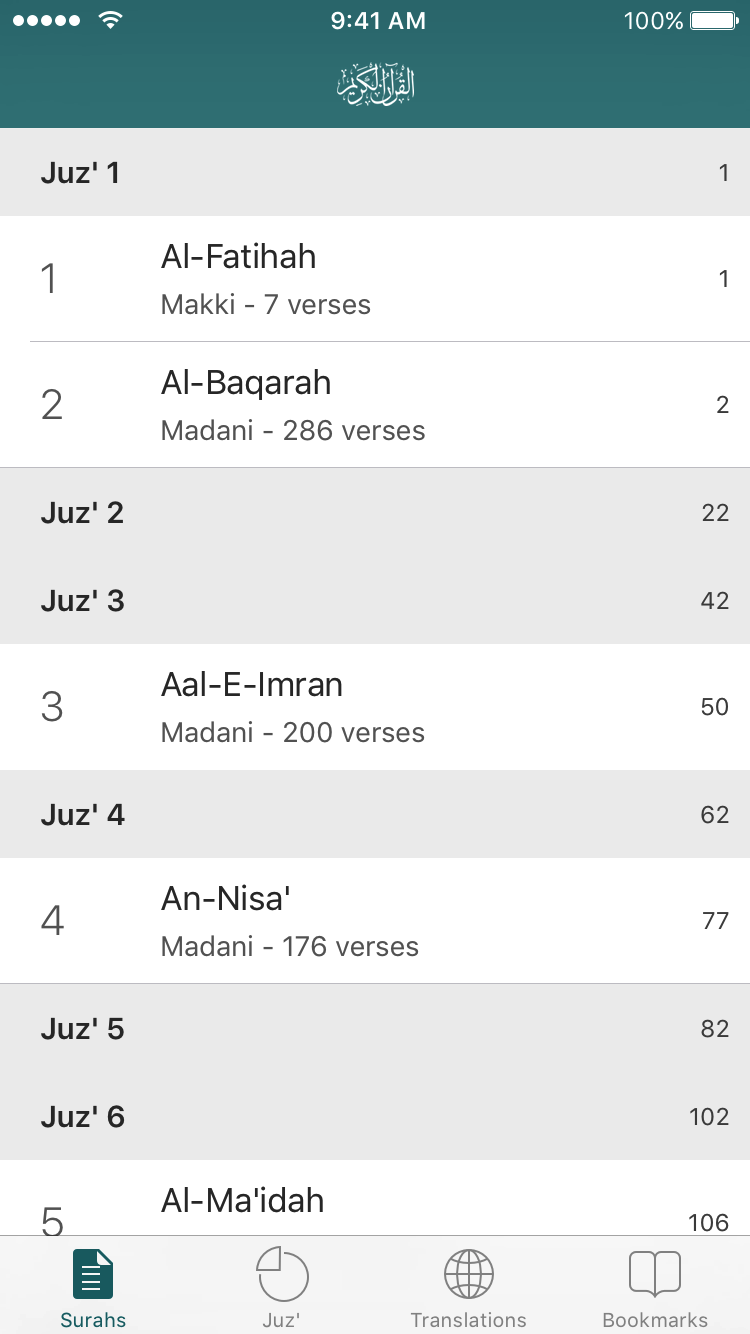 9:41 AM 100%
القرآن الكريم
Juz' 1 1
1 Al-Fatihah 1
Makki - 7 verses
2 Al-Baqarah 2
Madani - 286 verses
Juz' 2 22
Juz' 3 42
3 Aal-E-Imran 50
Madani - 200 verses
Juz' 4 62
4 An-Nisa' 77
Madani - 176 verses
Juz' 5 82
Juz' 6 102
5 Al-Ma'idah 106
Surahs Juz' Translations Bookmarks